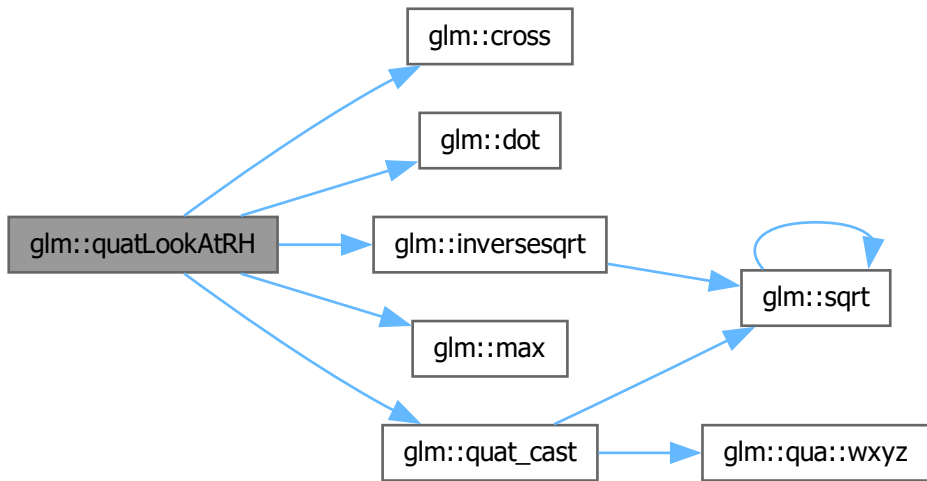 glm::cross
glm::dot
glm::quatLookAtRH
glm::inversesqrt
glm::sqrt
glm::max
glm::quat_cast
glm::qua::wxyz